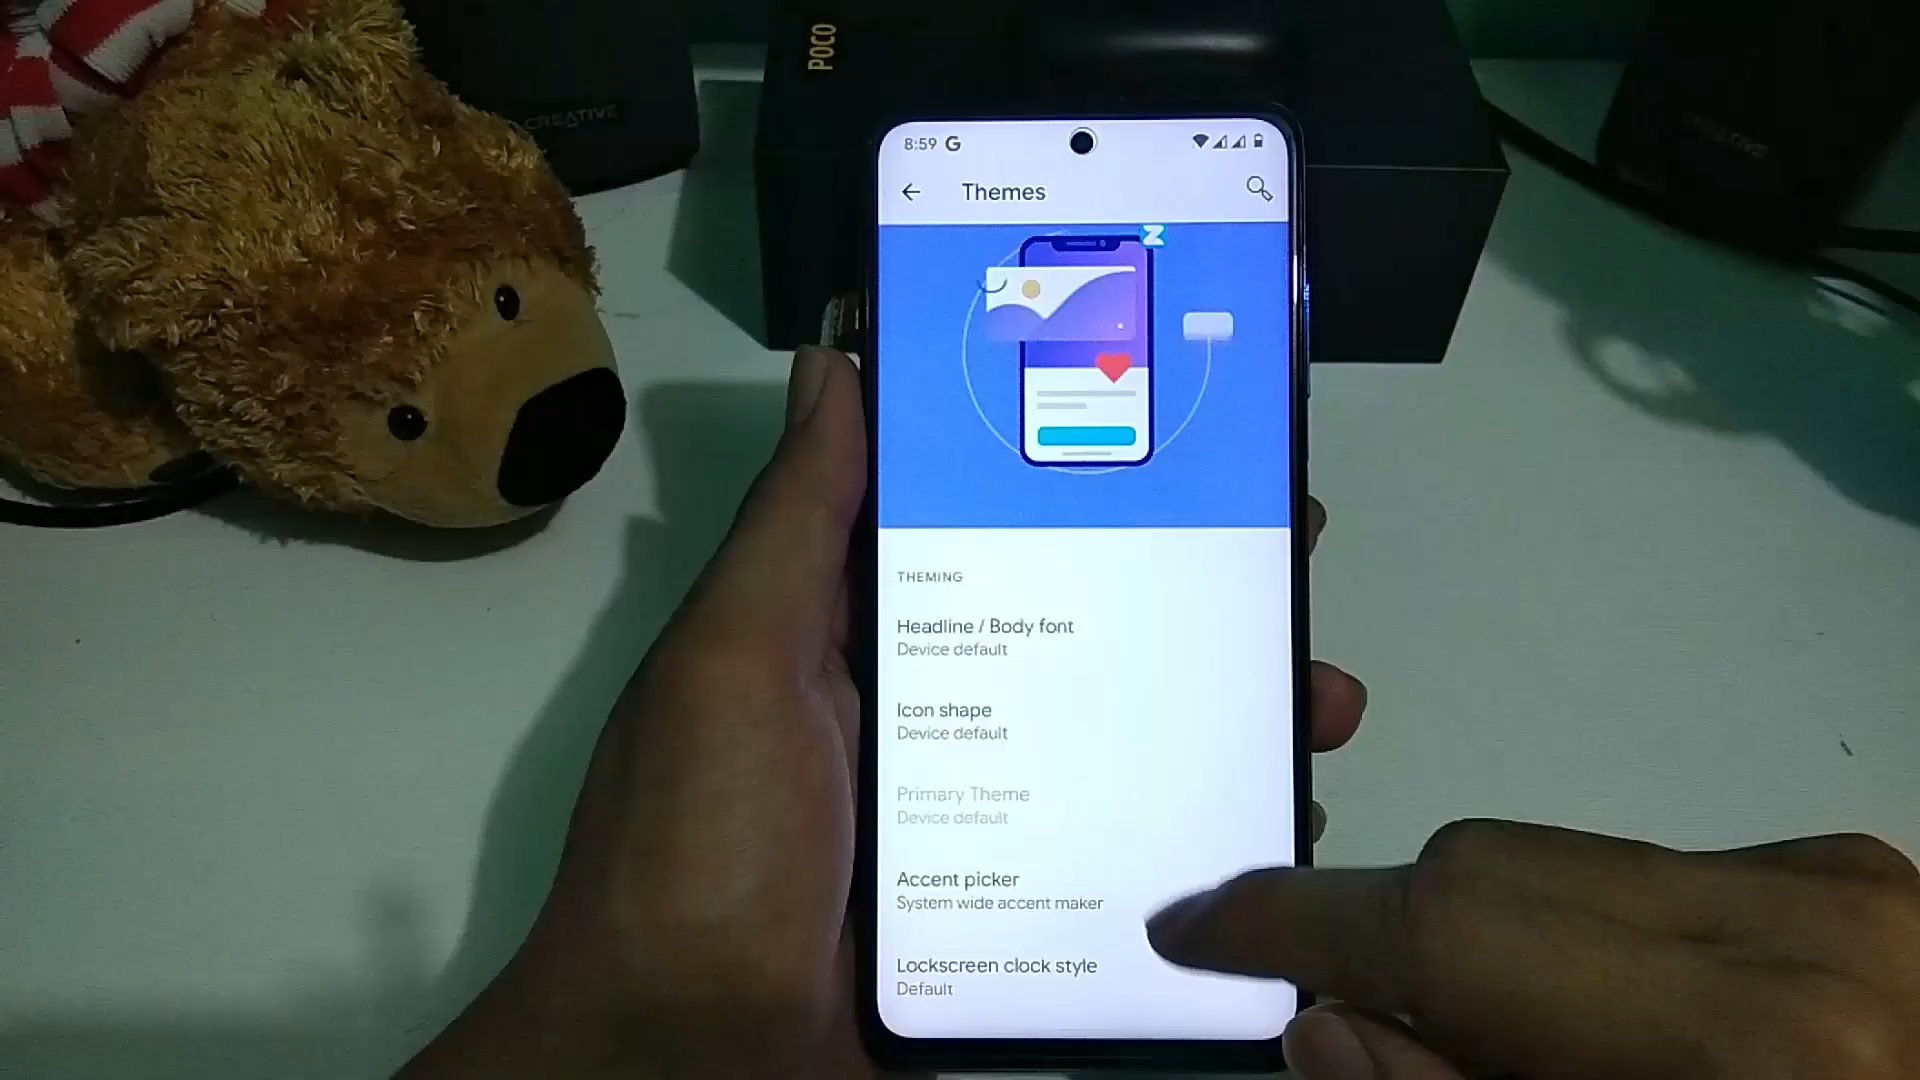 POCO
CREATIVE
CREATIVE
8:59 G
Themes
Z
THEMING
Headline / Body font
Device default
Icon shape
Device default
Primary Theme
Device default
Accent picker
System wide accent maker
Lockscreen clock style
Default